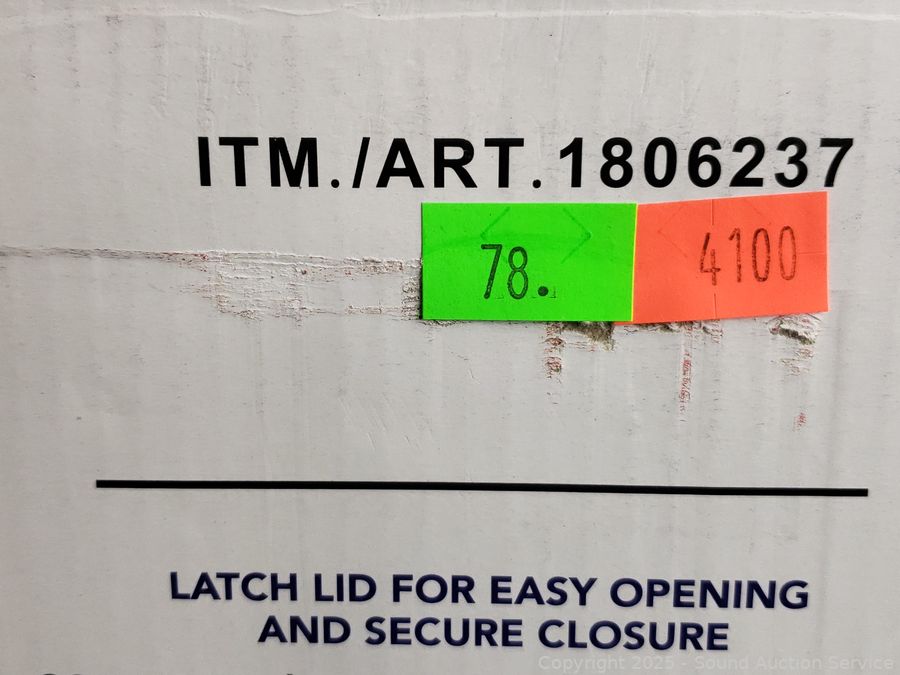 ITM./ART.1806237
78.
4100
LATCH LID FOR EASY OPENING
AND SECURE CLOSURE
Copyright 2025 - Sound Auction Service